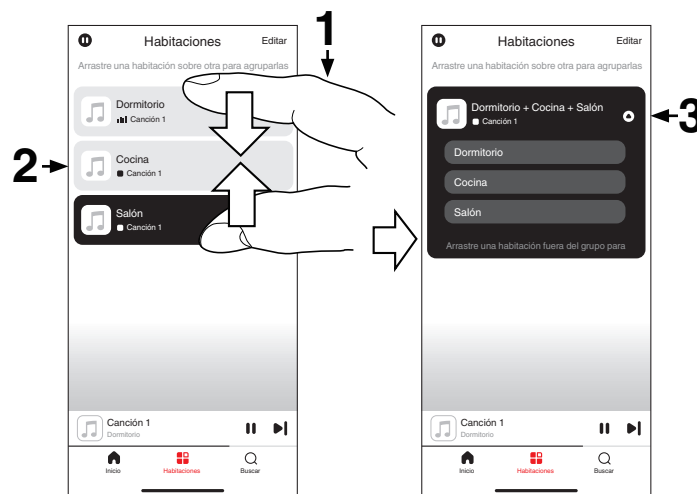 1
Habitaciones Editar
Arrastre una habitación sobre otra para agruparlas
Dormitorio
Canción 1
2
Cocina
Canción 1
Salón
Canción 1
Canción 1
Dormitorio
Inicio Habitaciones Buscar
Habitaciones Editar
Arrastre una habitación sobre otra para agruparlas
Dormitorio + Cocina + Salón
Canción 1
3
Dormitorio
Cocina
Salón
Arrastre una habitación fuera del grupo para
Canción 1
Dormitorio
Inicio Habitaciones Buscar